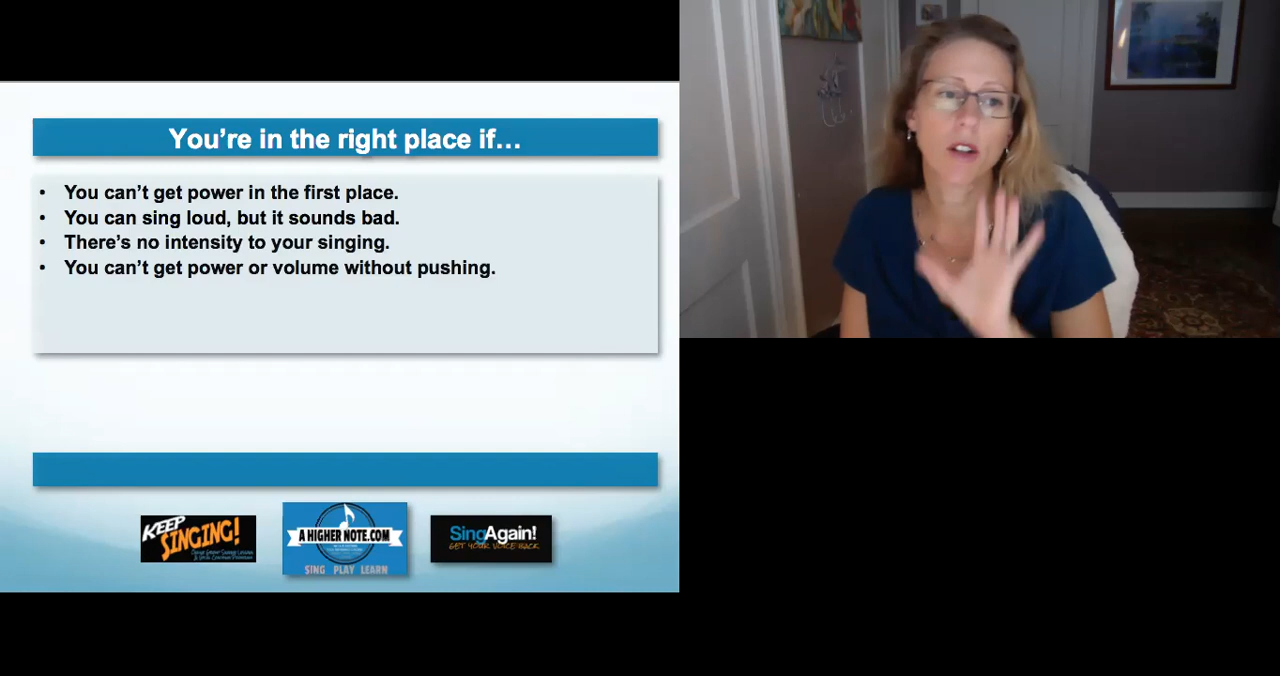 You're in the right place if…
• You can't get power in the first place.
• You can sing loud, but it sounds bad.
• There's no intensity to your singing.
• You can't get power or volume without pushing.
KEEP
SINGING!
A HIGHER NOTE.COM
SING PLAY LEARN
SingAgain!
GET YOUR VOICE BACK